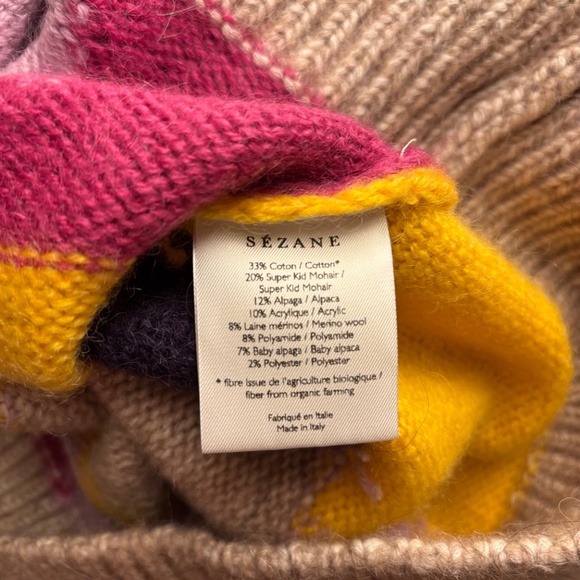 SÉZANE
33% Coton / Cotton*
20% Super Kid Mohair /
Super Kid Mohair
12% Alpaga / Alpaca
10% Acrylique / Acrylic
8% Laine mérinos / Merino wool
8% Polyamide / Polyamide
7% Baby alpaga / Baby alpaca
2% Polyester / Polyester
* fibre issue de l'agriculture biologique /
fiber from organic farming
Fabriqué en Italie
Made in Italy